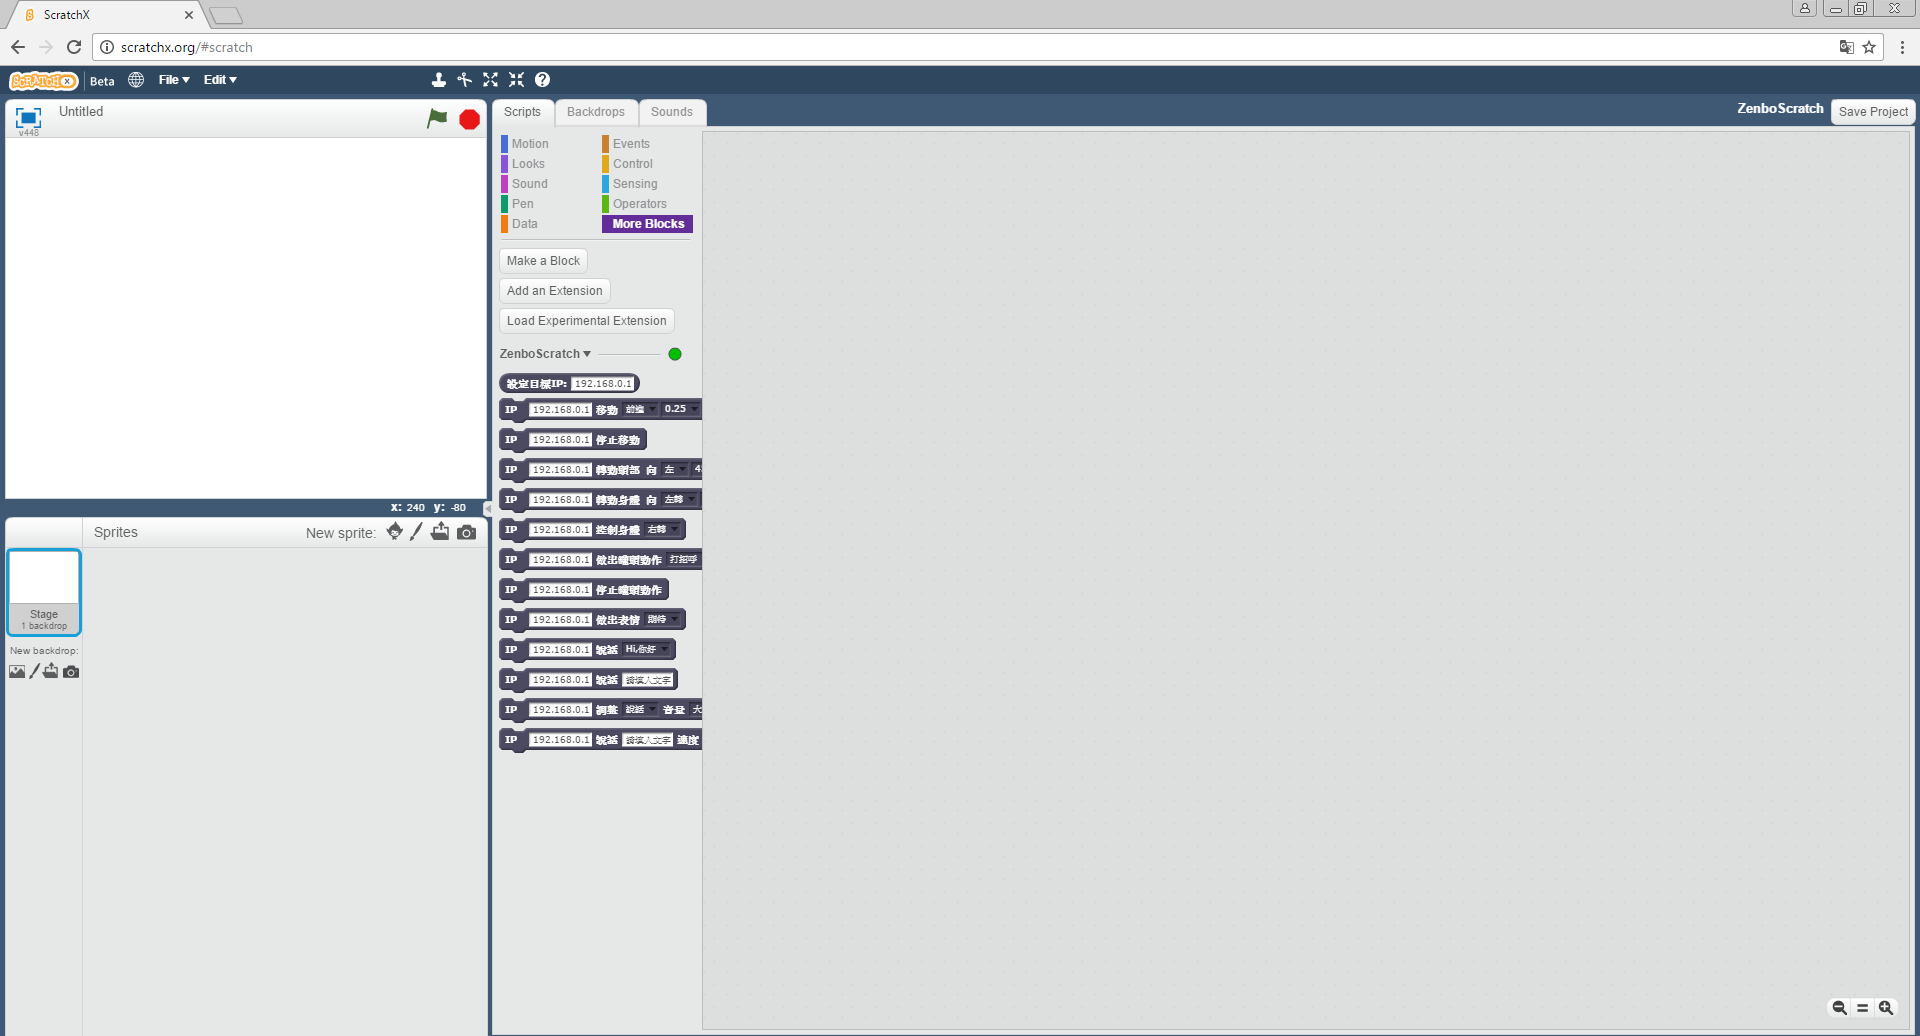 ScratchX
scratchx.org/#scratch
SCRATCHX Beta File Edit
Untitled
v448
Scripts Backdrops Sounds
ZenboScratch Save Project
Motion Events
Looks Control
Sound Sensing
Pen Operators
Data More Blocks
Make a Block
Add an Extension
Load Experimental Extension
ZenboScratch
設定目標IP: 192.168.0.1
IP 192.168.0.1 移動 前進 0.25
IP 192.168.0.1 停止移動
IP 192.168.0.1 轉動頭部 向 左 4
IP 192.168.0.1 轉動身體 向 左轉
IP 192.168.0.1 控制身體 右轉
IP 192.168.0.1 做出輪頭動作 打招呼
IP 192.168.0.1 停止輪頭動作
IP 192.168.0.1 做出表情 期待
IP 192.168.0.1 說話 Hi,你好
IP 192.168.0.1 說話 請填入文字
IP 192.168.0.1 調整 說話 音量 大
IP 192.168.0.1 說話 請填入文字 速度
x: 240 y: -80
Sprites New sprite:
Stage
1 backdrop
New backdrop: